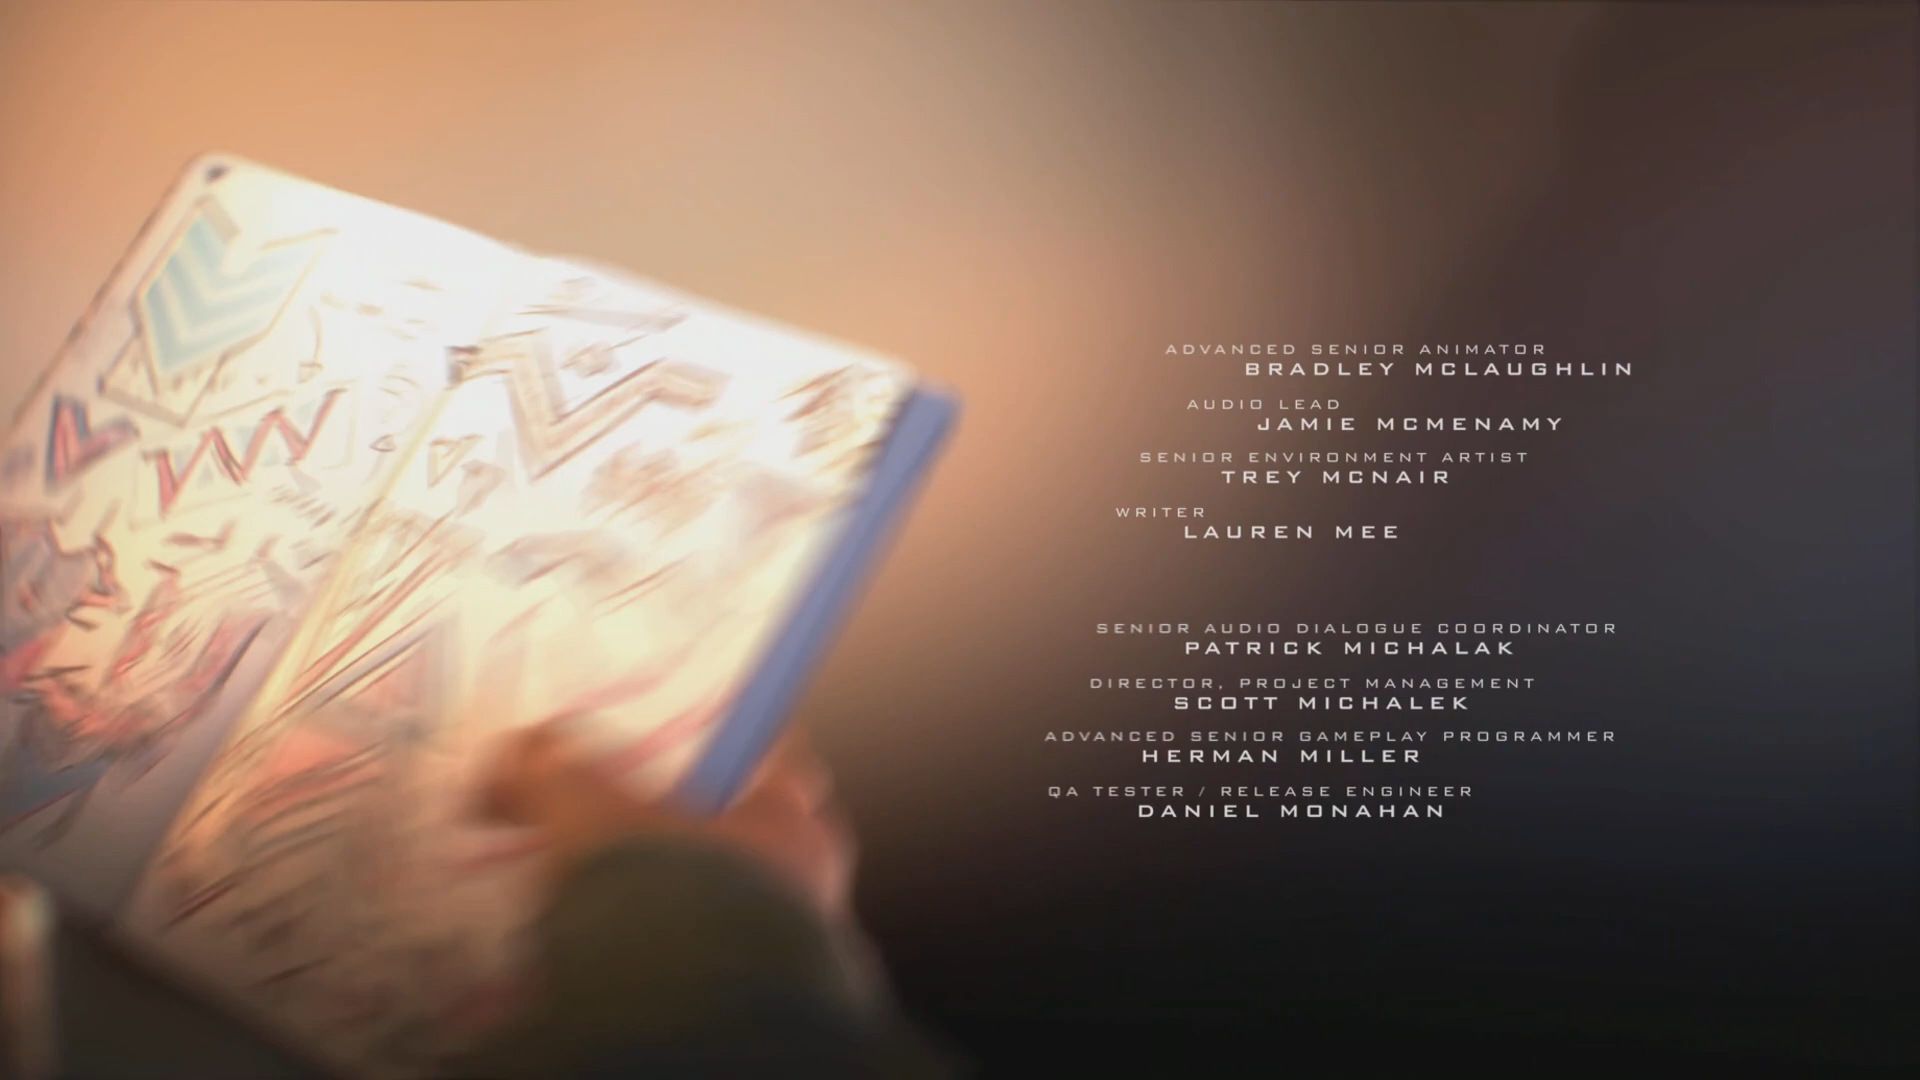 ADVANCED SENIOR ANIMATOR
BRADLEY MCLAUGHLIN
AUDIO LEAD
JAMIE MCMENAMY
SENIOR ENVIRONMENT ARTIST
TREY MCNAIR
WRITER
LAUREN MEE
SENIOR AUDIO DIALOGUE COORDINATOR
PATRICK MICHALAK
DIRECTOR, PROJECT MANAGEMENT
SCOTT MICHALEK
ADVANCED SENIOR GAMEPLAY PROGRAMMER
HERMAN MILLER
QA TESTER / RELEASE ENGINEER
DANIEL MONAHAN